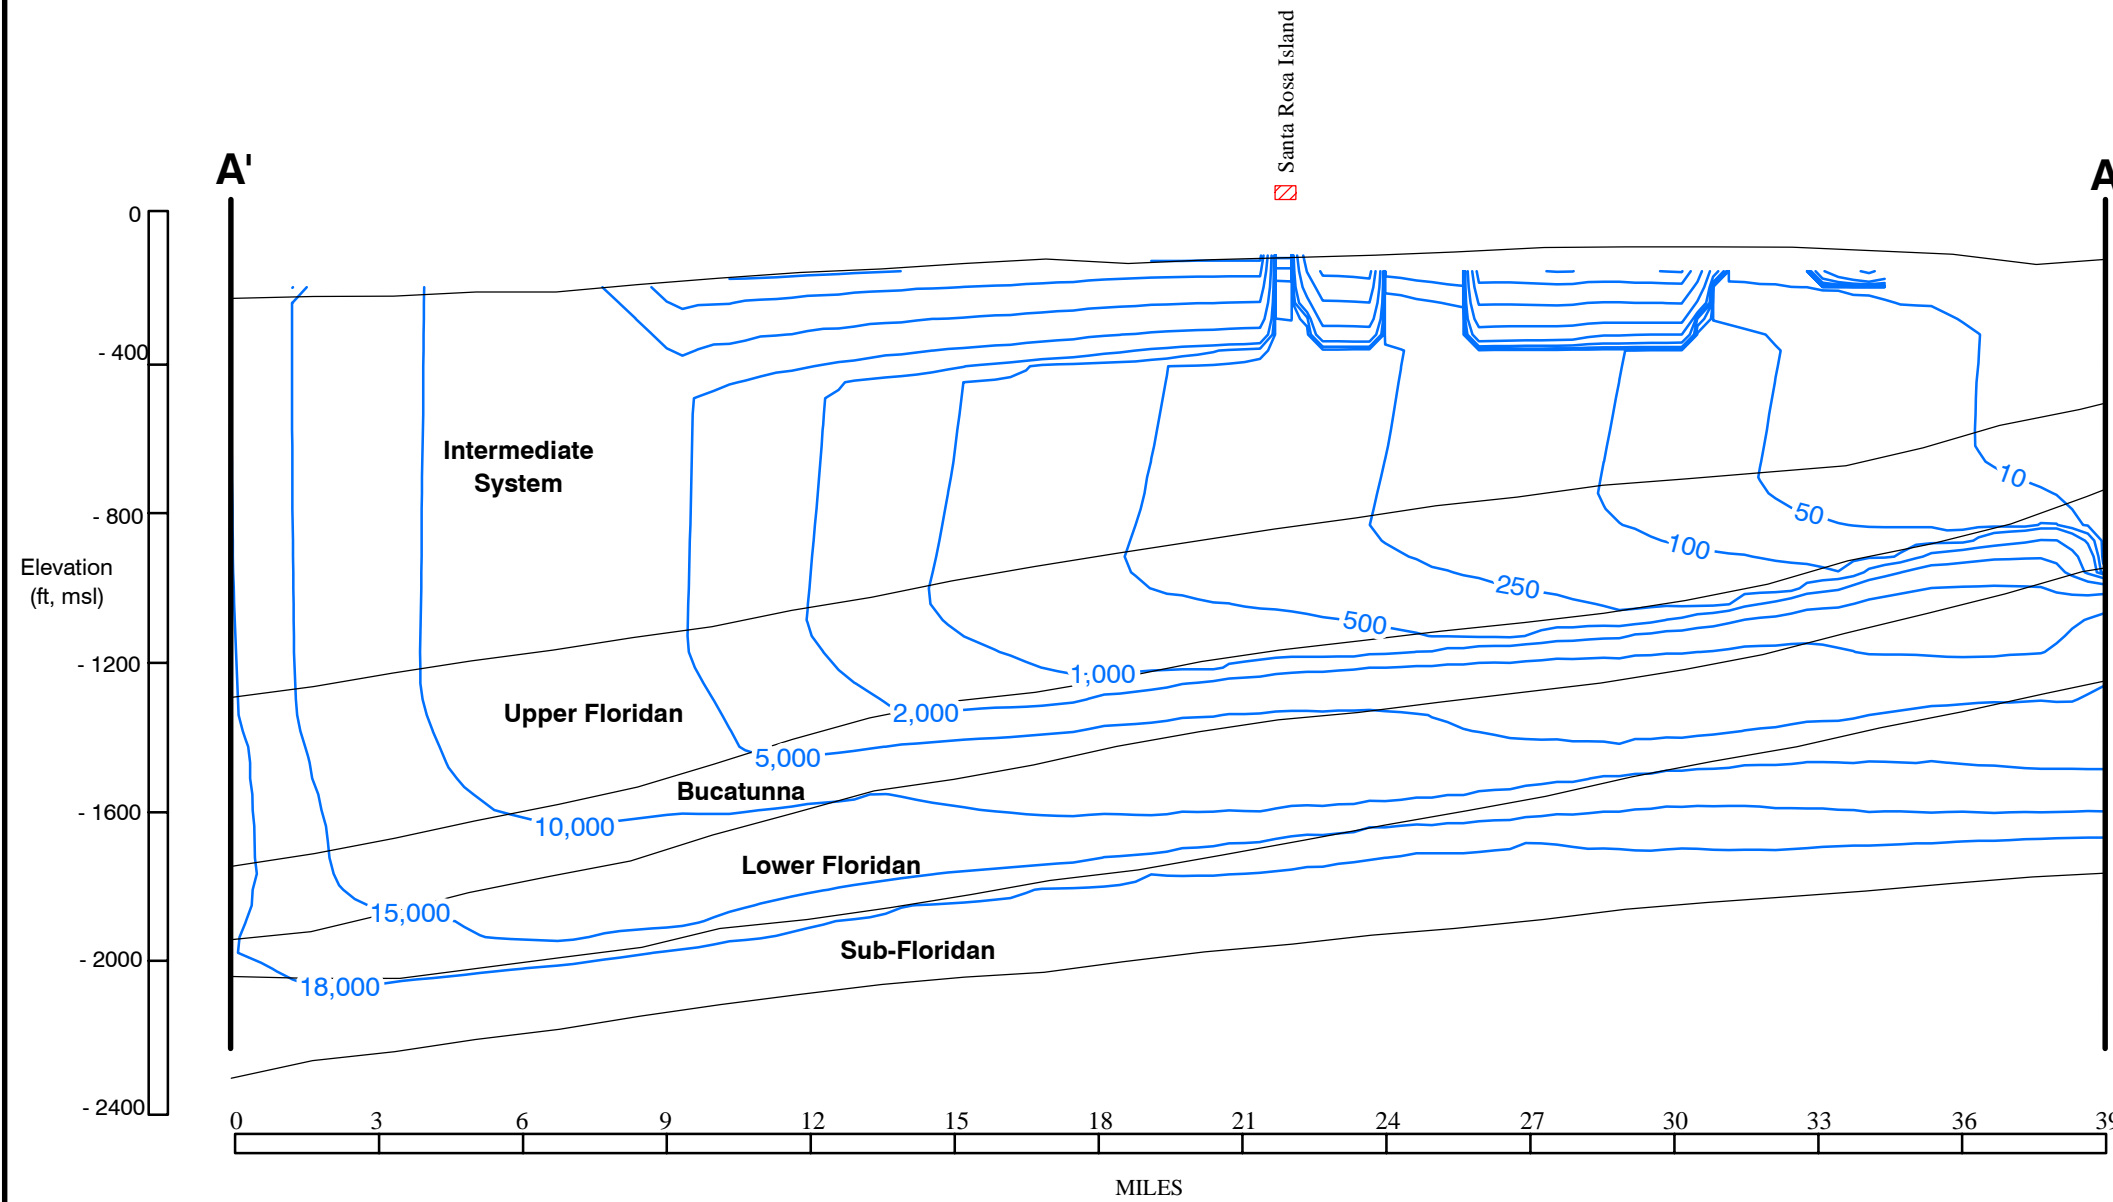 Santa Rosa Island
A'
A
0
- 400
- 800
Elevation
(ft, msl)
- 1200
- 1600
- 2000
- 2400
Intermediate
System
Upper Floridan
Bucatunna
Lower Floridan
Sub-Floridan
10
50
100
250
500
1,000
2,000
5,000
10,000
15,000
18,000
0 3 6 9 12 15 18 21 24 27 30 33 36 39
MILES